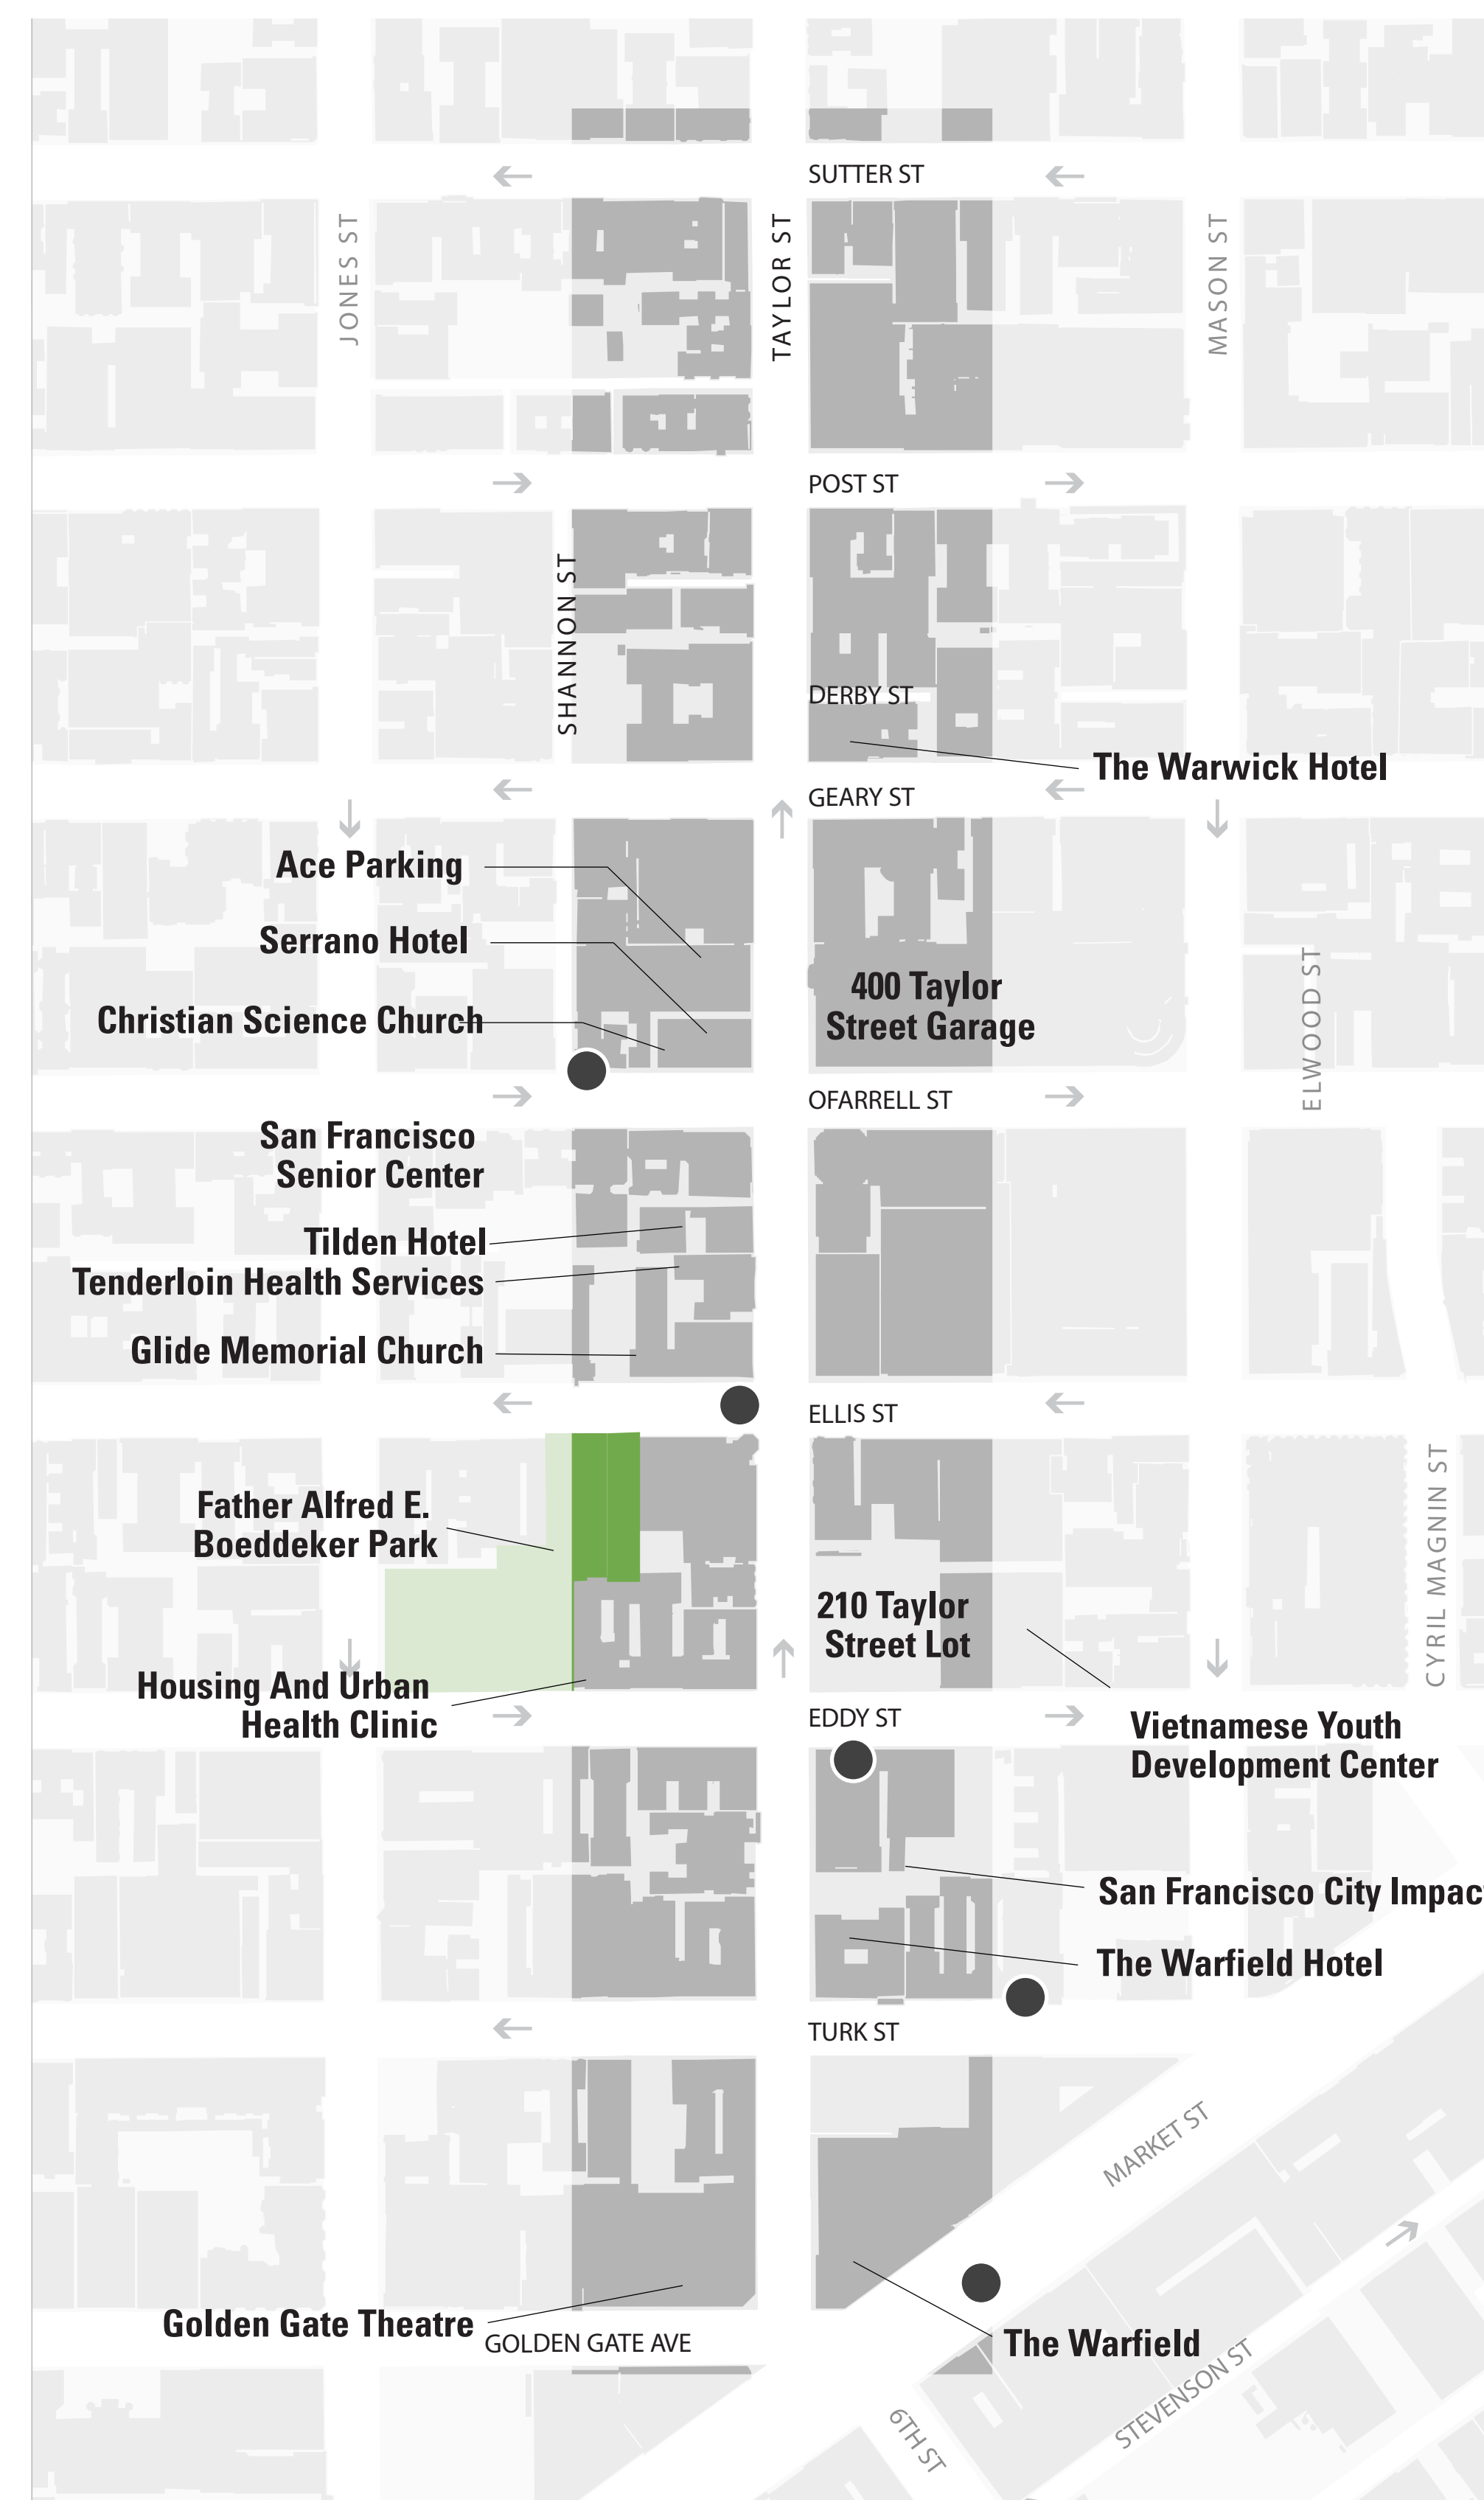 SUTTER ST
JONES ST
TAYLOR ST
MASON ST
POST ST
SHANNON ST
DERBY ST
The Warwick Hotel
GEARY ST
Ace Parking
Serrano Hotel
Christian Science Church
400 Taylor
Street Garage
ELWOOD ST
OFARRELL ST
San Francisco
Senior Center
Tilden Hotel
Tenderloin Health Services
Glide Memorial Church
ELLIS ST
Father Alfred E.
Boeddeker Park
CYRIL MAGNIN ST
210 Taylor
Street Lot
Housing And Urban
Health Clinic
EDDY ST
Vietnamese Youth
Development Center
San Francisco City Impac
The Warfield Hotel
TURK ST
MARKET ST
Golden Gate Theatre
GOLDEN GATE AVE
The Warfield
STEVENSON ST
6TH ST